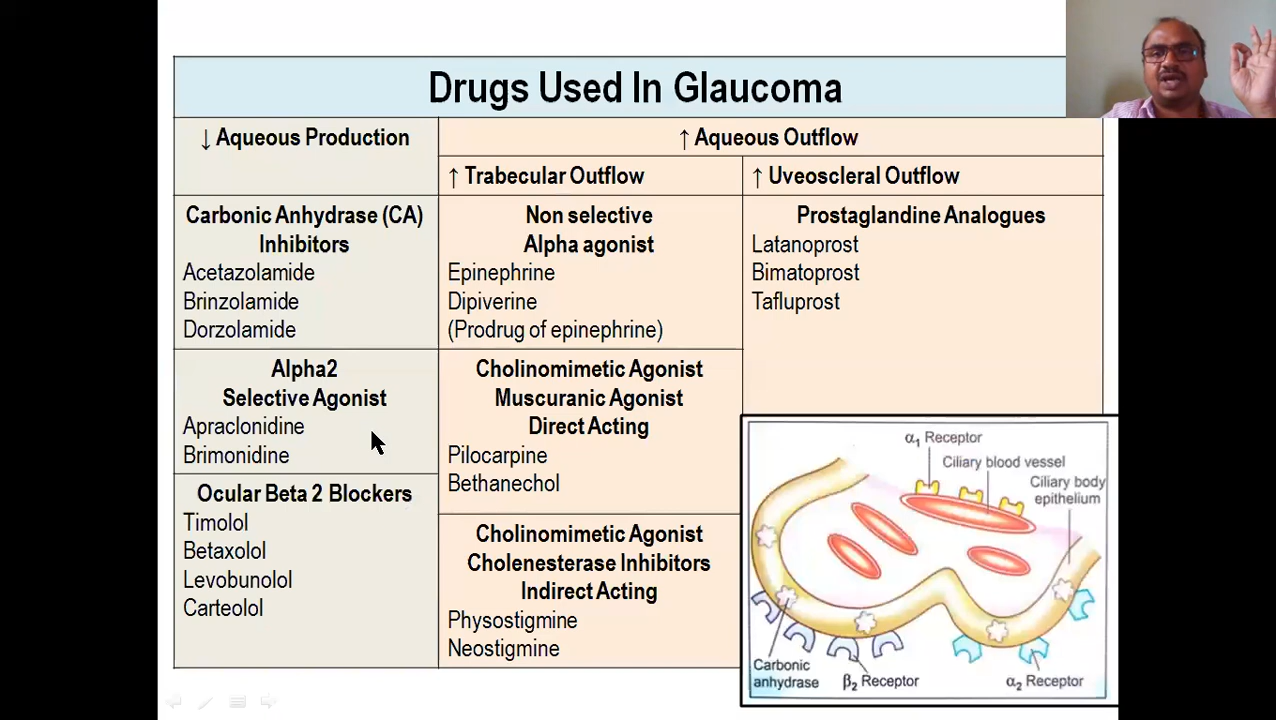 Drugs Used In Glaucoma
↓ Aqueous Production
↑ Aqueous Outflow
↑ Trabecular Outflow
↑ Uveoscleral Outflow
Carbonic Anhydrase (CA)
Inhibitors
Acetazolamide
Brinzolamide
Dorzolamide
Alpha2
Selective Agonist
Apraclonidine
Brimonidine
Ocular Beta 2 Blockers
Timolol
Betaxolol
Levobunolol
Carteolol
Non selective
Alpha agonist
Epinephrine
Dipiverine
(Prodrug of epinephrine)
Cholinomimetic Agonist
Muscuranic Agonist
Direct Acting
Pilocarpine
Bethanechol
Cholinomimetic Agonist
Cholenesterase Inhibitors
Indirect Acting
Physostigmine
Neostigmine
Prostaglandine Analogues
Latanoprost
Bimatoprost
Tafluprost
α₁ Receptor
Ciliary blood vessel
Ciliary body
epithelium
Carbonic
anhydrase
β₂ Receptor
α₂ Receptor